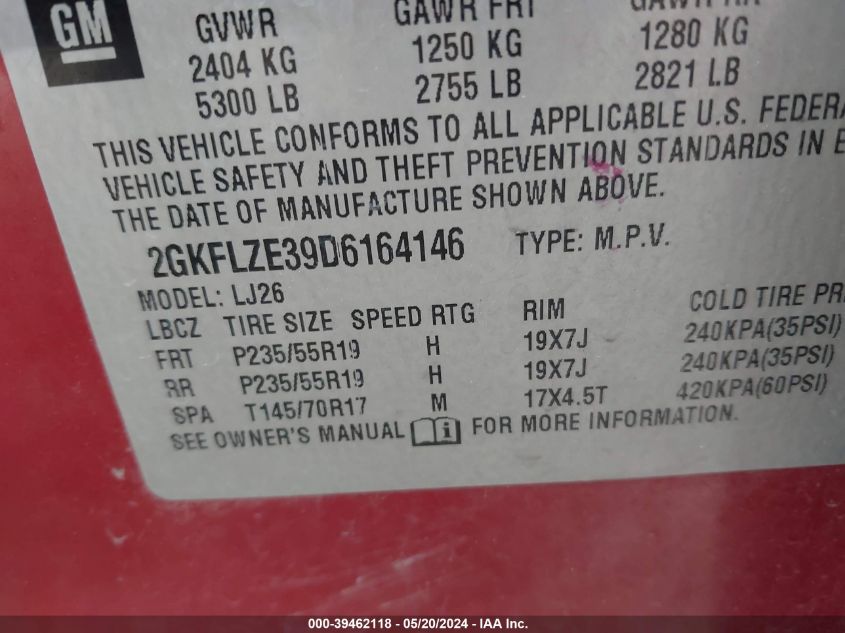 GM
GVWR GAWR FRT GAWR RR
2404 KG 1250 KG 1280 KG
5300 LB 2755 LB 2821 LB
THIS VEHICLE CONFORMS TO ALL APPLICABLE U.S. FEDERA
VEHICLE SAFETY AND THEFT PREVENTION STANDARDS IN E
THE DATE OF MANUFACTURE SHOWN ABOVE.
2GKFLZE39D6164146 TYPE: M.P.V.
MODEL: LJ26
LBCZ TIRE SIZE SPEED RTG RIM COLD TIRE PR
FRT P235/55R19 H 19X7J 240KPA(35PSI)
RR P235/55R19 H 19X7J 240KPA(35PSI)
SPA T145/70R17 M 17X4.5T 420KPA(60PSI)
SEE OWNER'S MANUAL i FOR MORE INFORMATION.
000-39462118 - 05/20/2024 - IAA Inc.